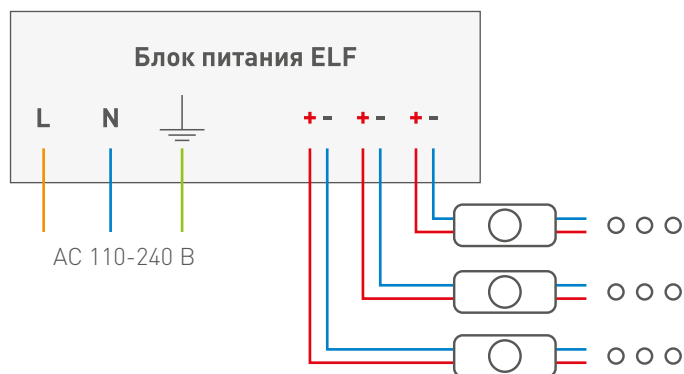 Блок питания ELF
L N + - + - + -
AC 110-240 В